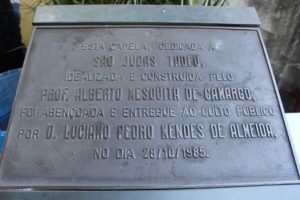 ESTA CAPELA, DEDICADA A
SÃO JUDAS TADEU,
IDEALIZADA E CONSTRUÍDA PELO
PROF. ALBERTO MESQUITA DE CAMARGO,
FOI ABENÇOADA E ENTREGUE AO CULTO PÚBLICO
POR D. LUCIANO PEDRO MENDES DE ALMEIDA,
NO DIA 28/10/1985.